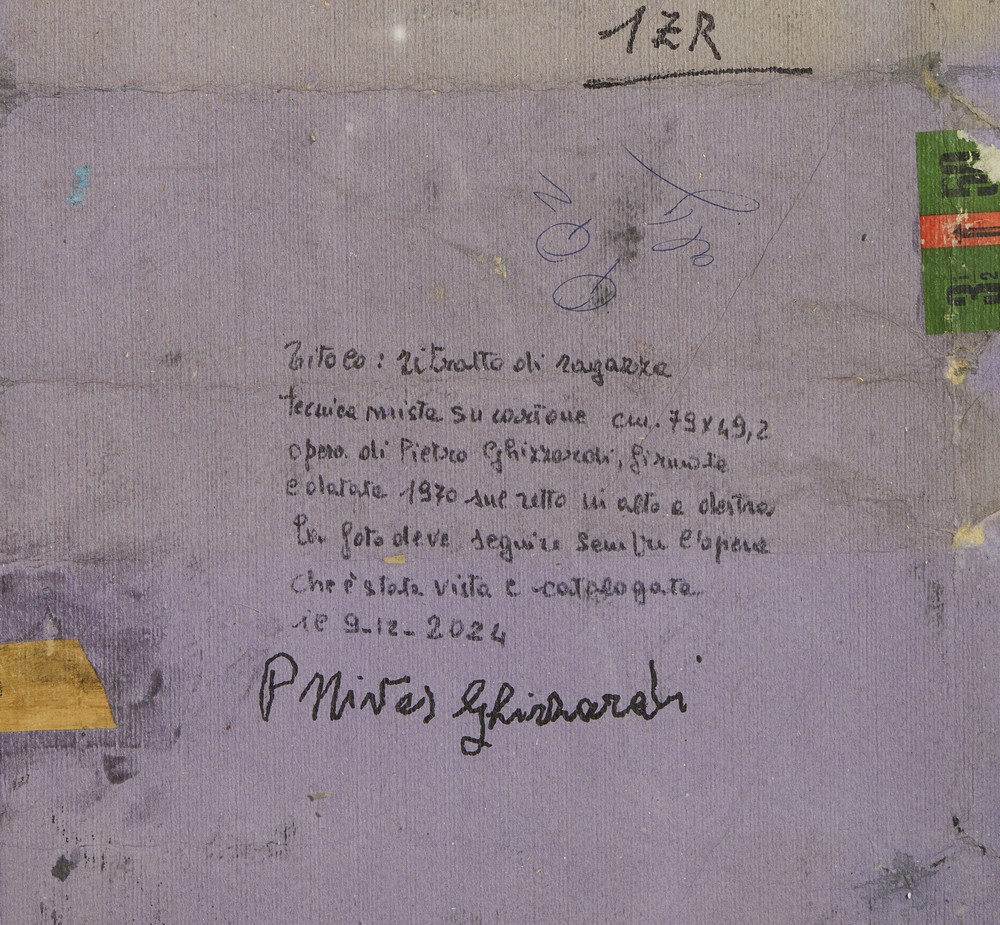 1ZR
Titolo: ritratto di ragazza
tecnica mista su cartone cm. 79x49,2
opera di Pietro Ghizzardi, firmata
e datata 1970 sul retto in alto a destra
La foto deve seguire sempre l'opera
che è stata vista e catalogata
il 9-12-2024
P Nives Ghizzardi